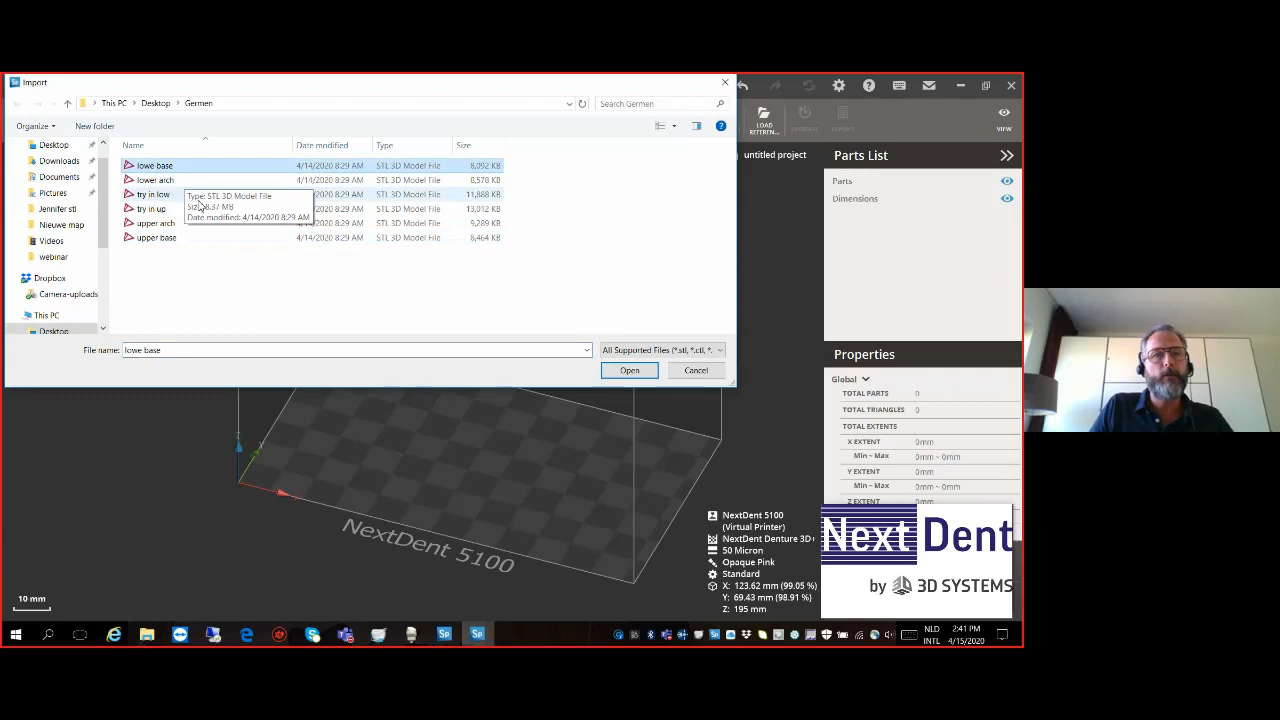 Import
This PC > Desktop > Germen
Search Germen
Organize
New folder
Name
Date modified
Type
Size
Desktop
Downloads
Documents
Pictures
Jennifer stl
Nieuwe map
Videos
webinar
Dropbox
Camera-uploads
This PC
Desktop
lowe base 4/14/2020 8:29 AM STL 3D Model File 8,092 KB
lower arch 4/14/2020 8:29 AM STL 3D Model File 8,578 KB
try in low 4/14/2020 8:29 AM STL 3D Model File 11,888 KB
try in up 4/14/2020 8:29 AM STL 3D Model File 13,012 KB
upper arch 4/14/2020 8:29 AM STL 3D Model File 9,289 KB
upper base 4/14/2020 8:29 AM STL 3D Model File 8,464 KB
Type: STL 3D Model File
8.37 MB
Date modified: 4/14/2020 8:29 AM
File name: lowe base
All Supported Files (*.stl, *.ctl, *.
Open
Cancel
LOAD
REFEREN...
VIEW
untitled project
Parts List
Parts
Dimensions
Properties
Global
TOTAL PARTS 0
TOTAL TRIANGLES 0
TOTAL EXTENTS
X EXTENT 0mm
Min ~ Max 0mm ~ 0mm
Y EXTENT 0mm
Min ~ Max 0mm ~ 0mm
Z EXTENT 0mm
NextDent 5100
NextDent 5100
(Virtual Printer)
NextDent Denture 3D+
50 Micron
Opaque Pink
Standard
X: 123.62 mm (99.05 %)
Y: 69.43 mm (98.91 %)
Z: 195 mm
NextDent
by 3D SYSTEMS
10 mm
NLD
INTL
2:41 PM
4/15/2020